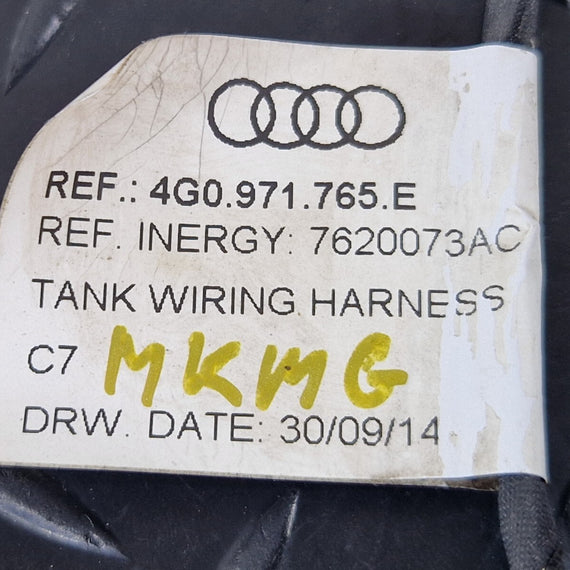 REF.: 4G0.971.765.E
REF. INERGY: 7620073AC
TANK WIRING HARNESS
C7 MKMG
DRW. DATE: 30/09/14